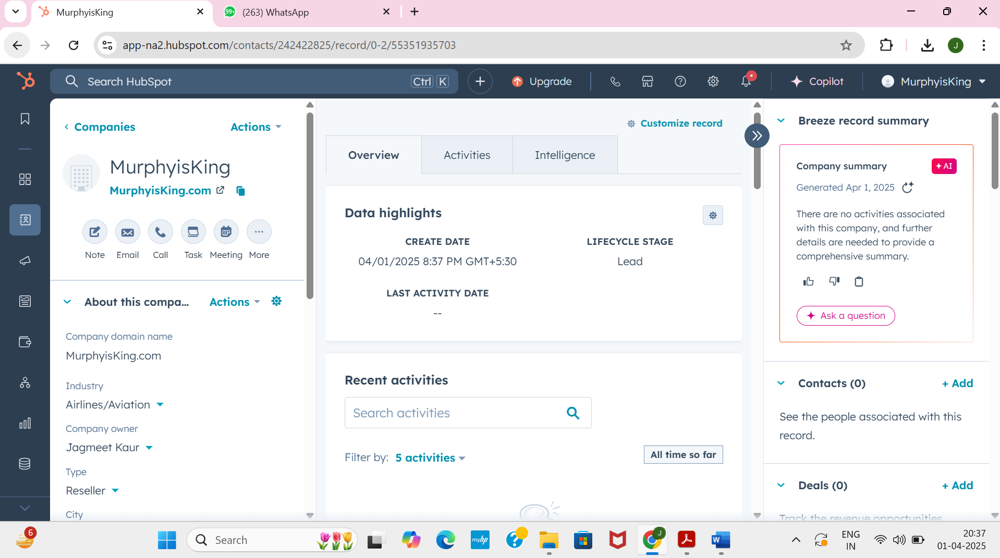 MurphyisKing
99+
(263) WhatsApp
app-na2.hubspot.com/contacts/242422825/record/0-2/55351935703
J
Search HubSpot
Ctrl K
Upgrade
Copilot
MurphyisKing
Companies
Actions
MurphyisKing
MurphyisKing.com
Note
Email
Call
Task
Meeting
More
About this compa...
Actions
Company domain name
MurphyisKing.com
Industry
Airlines/Aviation
Company owner
Jagmeet Kaur
Type
Reseller
City
Customize record
Overview
Activities
Intelligence
Data highlights
CREATE DATE
04/01/2025 8:37 PM GMT+5:30
LIFECYCLE STAGE
Lead
LAST ACTIVITY DATE
--
Recent activities
Search activities
Filter by: 5 activities
All time so far
Breeze record summary
Company summary
AI
Generated Apr 1, 2025
There are no activities associated
with this company, and further
details are needed to provide a
comprehensive summary.
Ask a question
Contacts (0)
+ Add
See the people associated with this
record.
Deals (0)
+ Add
Track the revenue opportunities
6
Search
myhp
J
W
ENG
IN
20:37
01-04-2025